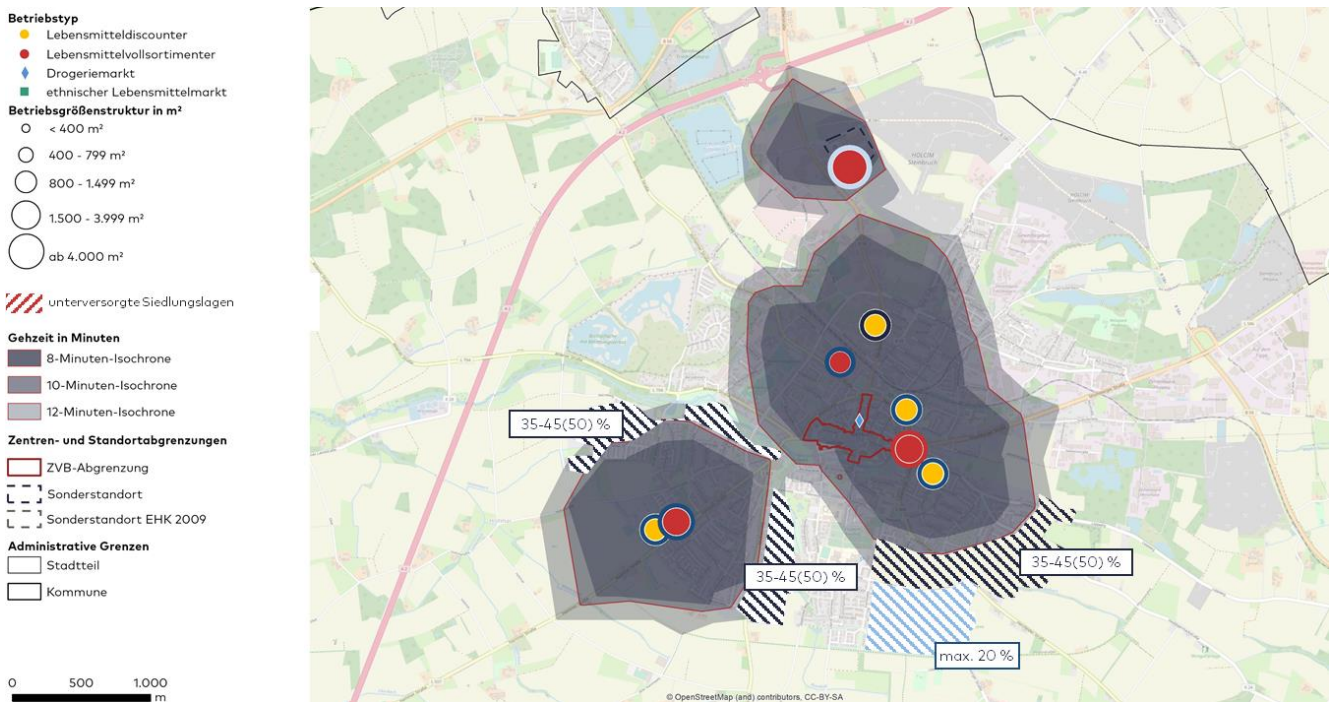 Betriebstyp
Lebensmitteldiscounter
Lebensmittelvollsortimenter
Drogeriemarkt
ethnischer Lebensmittelmarkt
Betriebsgrößenstruktur in m²
< 400 m²
400 - 799 m²
800 - 1.499 m²
1.500 - 3.999 m²
ab 4.000 m²
unterversorgte Siedlungslagen
Gehzeit in Minuten
8-Minuten-Isochrone
10-Minuten-Isochrone
12-Minuten-Isochrone
Zentren- und Standortabgrenzungen
ZVB-Abgrenzung
Sonderstandort
Sonderstandort EHK 2009
Administrative Grenzen
Stadtteil
Kommune
0 500 1.000
m
HOLCIM
Steinbruch
35-45(50) %
35-45(50) %
35-45(50) %
max. 20 %
© OpenStreetMap (and) contributors, CC-BY-SA